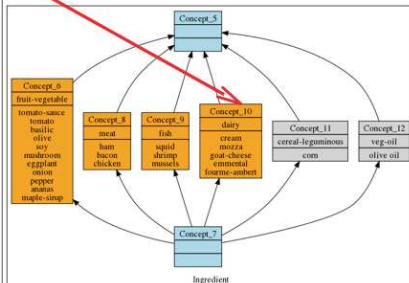 Concept_5
Concept_6
fruit-vegetable
tomato-sauce
tomato
basilic
olive
soy
mushroom
eggplant
onion
pepper
ananas
maple-sirup
Concept_8
meat
ham
bacon
chicken
Concept_9
fish
squid
shrimp
mussels
Concept_10
dairy
cream
mozza
goat-cheese
emmental
fourme-ambert
Concept_11
cereal-leguminous
corn
Concept_12
veg-oil
olive oil
Concept_7
Ingredient